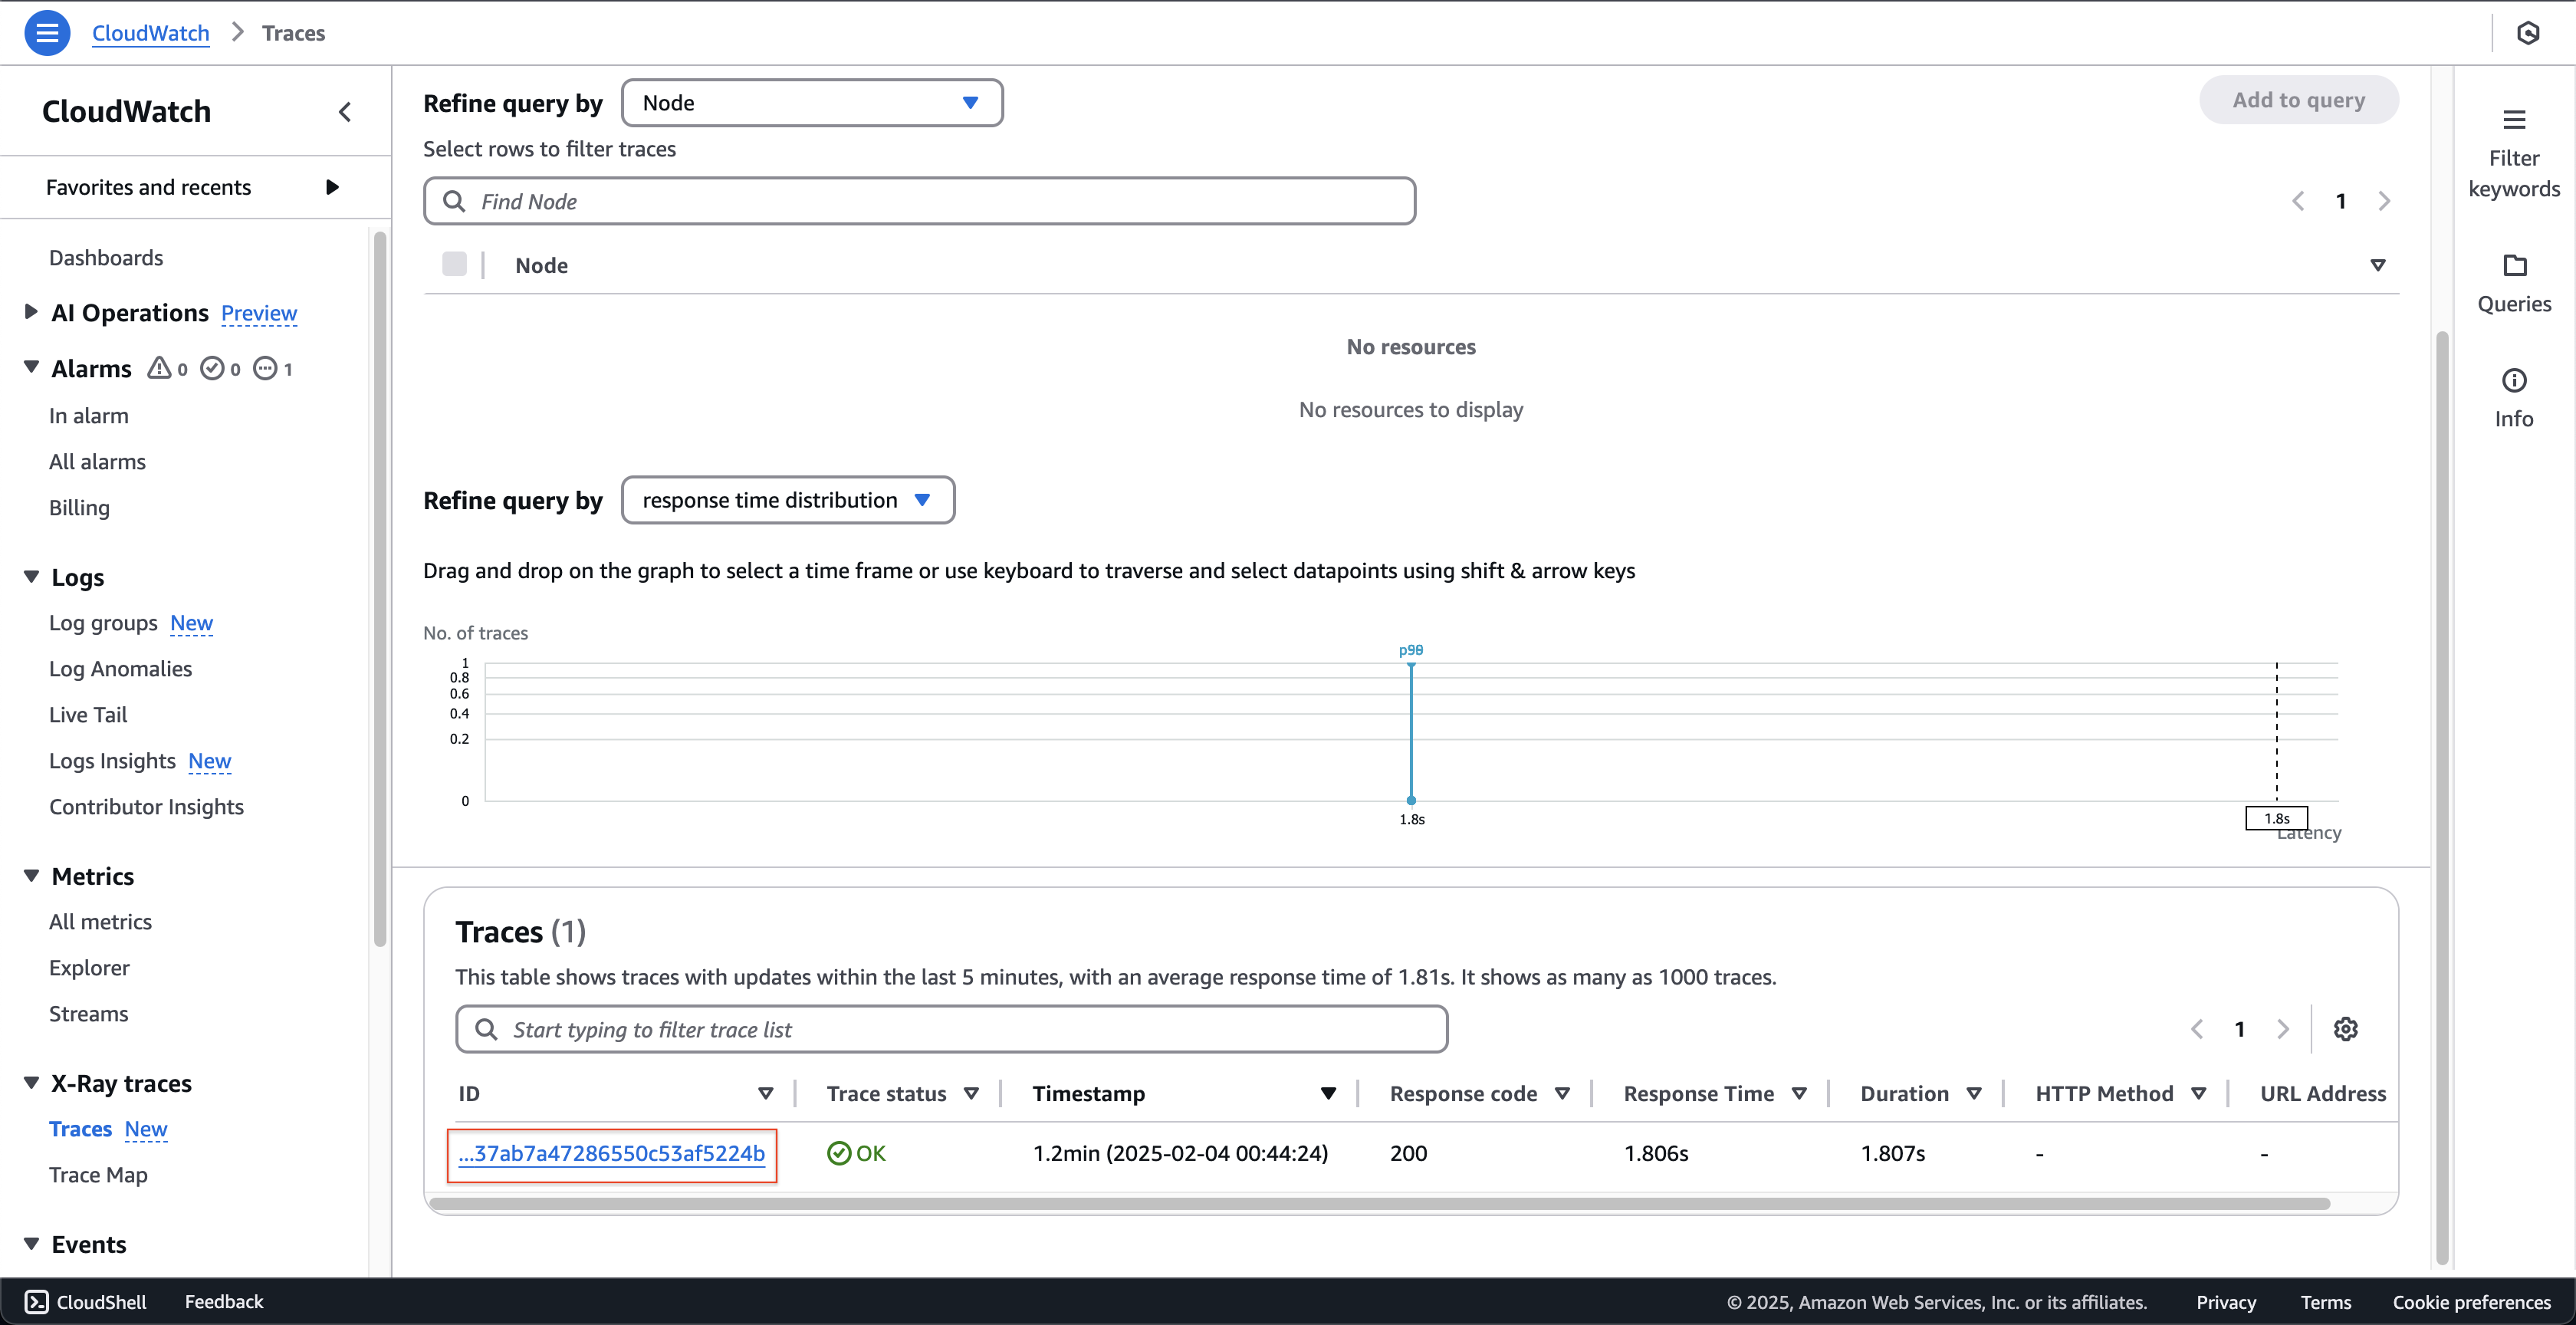 CloudWatch > Traces
CloudWatch
Favorites and recents
Dashboards
AI Operations Preview
Alarms 0 0 1
In alarm
All alarms
Billing
Logs
Log groups New
Log Anomalies
Live Tail
Logs Insights New
Contributor Insights
Metrics
All metrics
Explorer
Streams
X-Ray traces
Traces New
Trace Map
Events
Refine query by Node
Add to query
Select rows to filter traces
Find Node
1
Node
No resources
No resources to display
Refine query by response time distribution
Drag and drop on the graph to select a time frame or use keyboard to traverse and select datapoints using shift & arrow keys
No. of traces
1
0.8
0.6
0.4
0.2
0
1.8s
1.8s
Latency
Traces (1)
This table shows traces with updates within the last 5 minutes, with an average response time of 1.81s. It shows as many as 1000 traces.
Start typing to filter trace list
1
ID Trace status Timestamp Response code Response Time Duration HTTP Method URL Address
...37ab7a47286550c53af5224b OK 1.2min (2025-02-04 00:44:24) 200 1.806s 1.807s - -
Filter
keywords
Queries
Info
CloudShell Feedback © 2025, Amazon Web Services, Inc. or its affiliates. Privacy Terms Cookie preferences